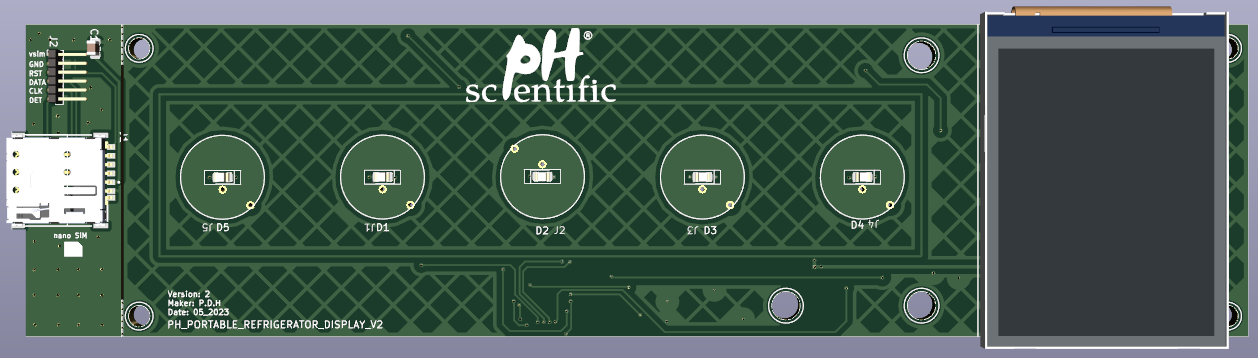 J2
C1
vsim
GND
RST
DATA
CLK
DET
pH®
scientific
J5 D5
J1 D1
D2 J2
J3 D3
D4 J4
nano SIM
Version: 2
Maker: P.D.H
Date: 05_2023
PH_PORTABLE_REFRIGERATOR_DISPLAY_V2